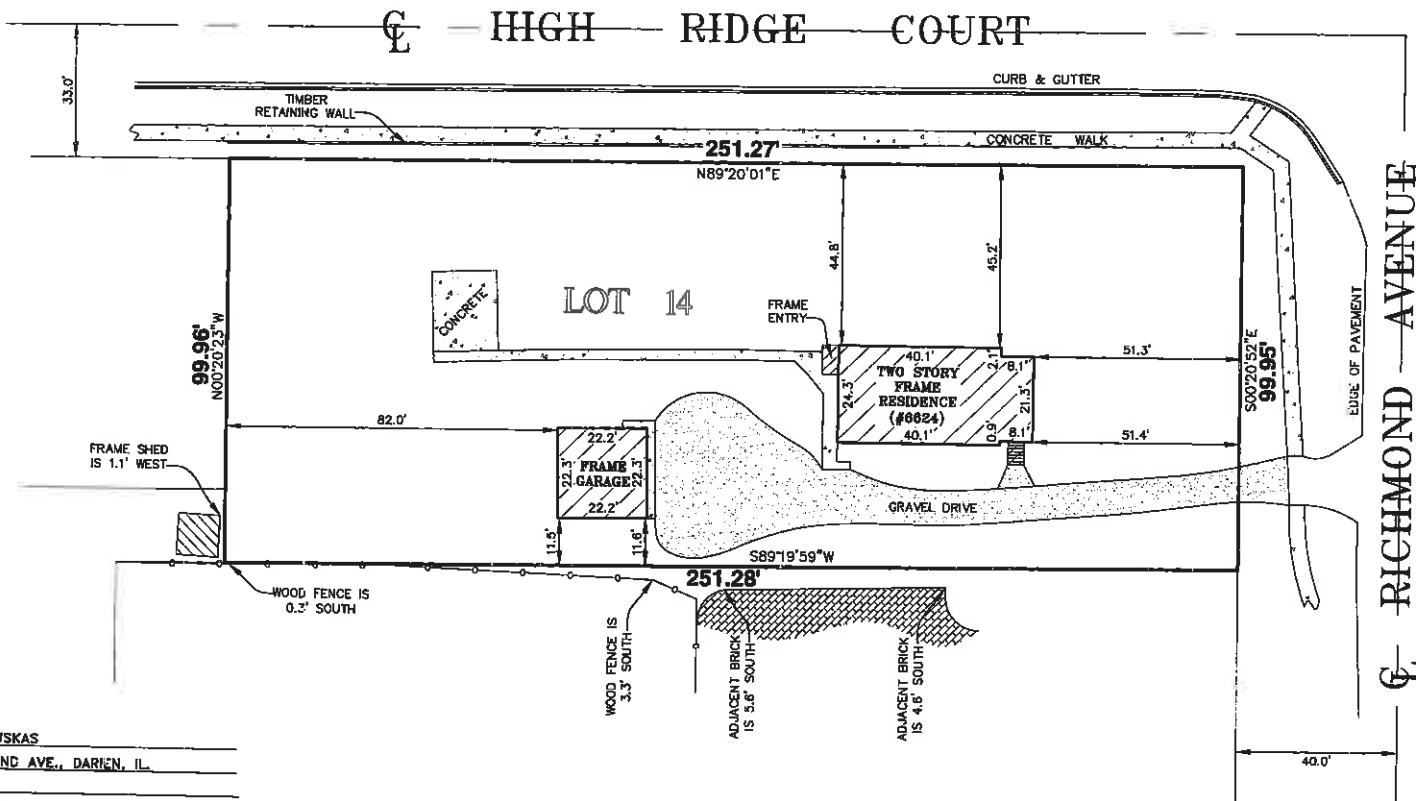 ℄ HIGH RIDGE COURT
33.0'
CURB & GUTTER
TIMBER
RETAINING WALL
CONCRETE WALK
251.27'
N89°20'01"E
44.8'
45.2'
LOT 14
CONCRETE
FRAME
ENTRY
99.96'
N00°20'23"W
40.1'
2.1'
8.1'
51.3'
24.3'
TWO STORY
FRAME
RESIDENCE
(#6624)
21.3'
40.1'
0.9'
8.1'
51.4'
S00°20'52"E
99.95'
EDGE OF PAVEMENT
℄ RICHMOND AVENUE
82.0'
FRAME SHED
IS 1.1' WEST
22.2'
22.3'
FRAME
GARAGE
22.3'
22.2'
GRAVEL DRIVE
11.5'
11.6'
S89°19'59"W
251.28'
WOOD FENCE IS
0.3' SOUTH
WOOD FENCE IS
3.3' SOUTH
ADJACENT BRICK
IS 5.6' SOUTH
ADJACENT BRICK
IS 4.6' SOUTH
40.0'
USKAS
ND AVE., DARIEN, IL